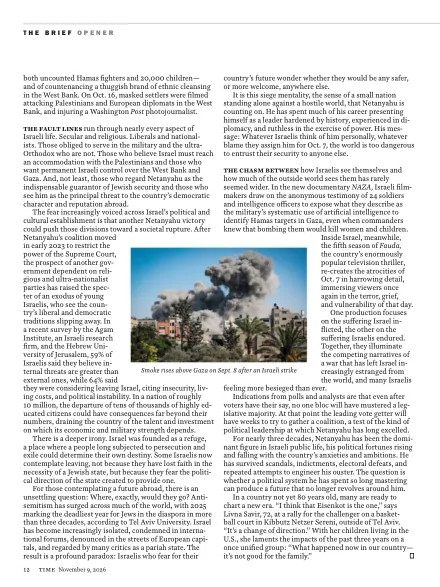 THE BRIEF OPENER
both uncounted Hamas fighters and 20,000 children—
and of countenancing a thuggish brand of ethnic cleansing
in the West Bank. On Oct. 16, masked settlers were filmed
attacking Palestinians and European diplomats in the West
Bank, and injuring a Washington Post photojournalist.
THE FAULT LINES run through nearly every aspect of
Israeli life. Secular and religious. Liberals and national-
ists. Those obliged to serve in the military and the ultra-
Orthodox who are not. Those who believe Israel must reach
an accommodation with the Palestinians and those who
want permanent Israeli control over the West Bank and
Gaza. And, not least, those who regard Netanyahu as the
indispensable guarantor of Jewish security and those who
see him as the principal threat to the country's democratic
character and reputation abroad.
The fear increasingly voiced across Israel's political and
cultural establishment is that another Netanyahu victory
could push those divisions toward a societal rupture. After
Netanyahu's coalition moved
in early 2023 to restrict the
power of the Supreme Court,
the prospect of another gov-
ernment dependent on reli-
gious and ultra-nationalist
parties has raised the spec-
ter of an exodus of young
Israelis, who see the coun-
try's liberal and democratic
traditions slipping away. In
a recent survey by the Agam
Institute, an Israeli research
firm, and the Hebrew Uni-
versity of Jerusalem, 59% of
Israelis said they believe in-
ternal threats are greater than
external ones, while 64% said
they were considering leaving Israel, citing insecurity, liv-
ing costs, and political instability. In a nation of roughly
10 million, the departure of tens of thousands of highly ed-
ucated citizens could have consequences far beyond their
numbers, draining the country of the talent and investment
on which its economic and military strength depends.
There is a deeper irony. Israel was founded as a refuge,
a place where a people long subjected to persecution and
exile could determine their own destiny. Some Israelis now
contemplate leaving, not because they have lost faith in the
necessity of a Jewish state, but because they fear the politi-
cal direction of the state created to provide one.
For those contemplating a future abroad, there is an
unsettling question: Where, exactly, would they go? Anti-
semitism has surged across much of the world, with 2025
marking the deadliest year for Jews in the diaspora in more
than three decades, according to Tel Aviv University. Israel
has become increasingly isolated, condemned in interna-
tional forums, denounced in the streets of European capi-
tals, and regarded by many critics as a pariah state. The
result is a profound paradox: Israelis who fear for their
country's future wonder whether they would be any safer,
or more welcome, anywhere else.
It is this siege mentality, the sense of a small nation
standing alone against a hostile world, that Netanyahu is
counting on. He has spent much of his career presenting
himself as a leader hardened by history, experienced in di-
plomacy, and ruthless in the exercise of power. His mes-
sage: Whatever Israelis think of him personally, whatever
blame they assign him for Oct. 7, the world is too dangerous
to entrust their security to anyone else.
THE CHASM BETWEEN how Israelis see themselves and
how much of the outside world sees them has rarely
seemed wider. In the new documentary NAZA, Israeli film-
makers draw on the anonymous testimony of 24 soldiers
and intelligence officers to expose what they describe as
the military's systematic use of artificial intelligence to
identify Hamas targets in Gaza, even when commanders
knew that bombing them would kill women and children.
Inside Israel, meanwhile,
the fifth season of Fauda,
the country's enormously
popular television thriller,
re-creates the atrocities of
Oct. 7 in harrowing detail,
immersing viewers once
again in the terror, grief,
and vulnerability of that day.
One production focuses
on the suffering Israel in-
flicted, the other on the
suffering Israelis endured.
Together, they illuminate
the competing narratives of
a war that has left Israel in-
creasingly estranged from
the world, and many Israelis
feeling more besieged than ever.
Indications from polls and analysts are that even after
voters have their say, no one bloc will have mustered a leg-
islative majority. At that point the leading vote getter will
have weeks to try to gather a coalition, a test of the kind of
political leadership at which Netanyahu has long excelled.
For nearly three decades, Netanyahu has been the domi-
nant figure in Israeli public life, his political fortunes rising
and falling with the country's anxieties and ambitions. He
has survived scandals, indictments, electoral defeats, and
repeated attempts to engineer his ouster. The question is
whether a political system he has spent so long mastering
can produce a future that no longer revolves around him.
In a country not yet 80 years old, many are ready to
chart a new era. "I think that Eisenkot is the one," says
Livna Savir, 72, at a rally for the challenger on a basket-
ball court in Kibbutz Netzer Sereni, outside of Tel Aviv.
"It's a change of direction." With her children living in the
U.S., she laments the impacts of the past three years on a
once unified group: "What happened now in our country—
it's not good for the family."
Smoke rises above Gaza on Sept. 8 after an Israeli strike
12 TIME November 9, 2026